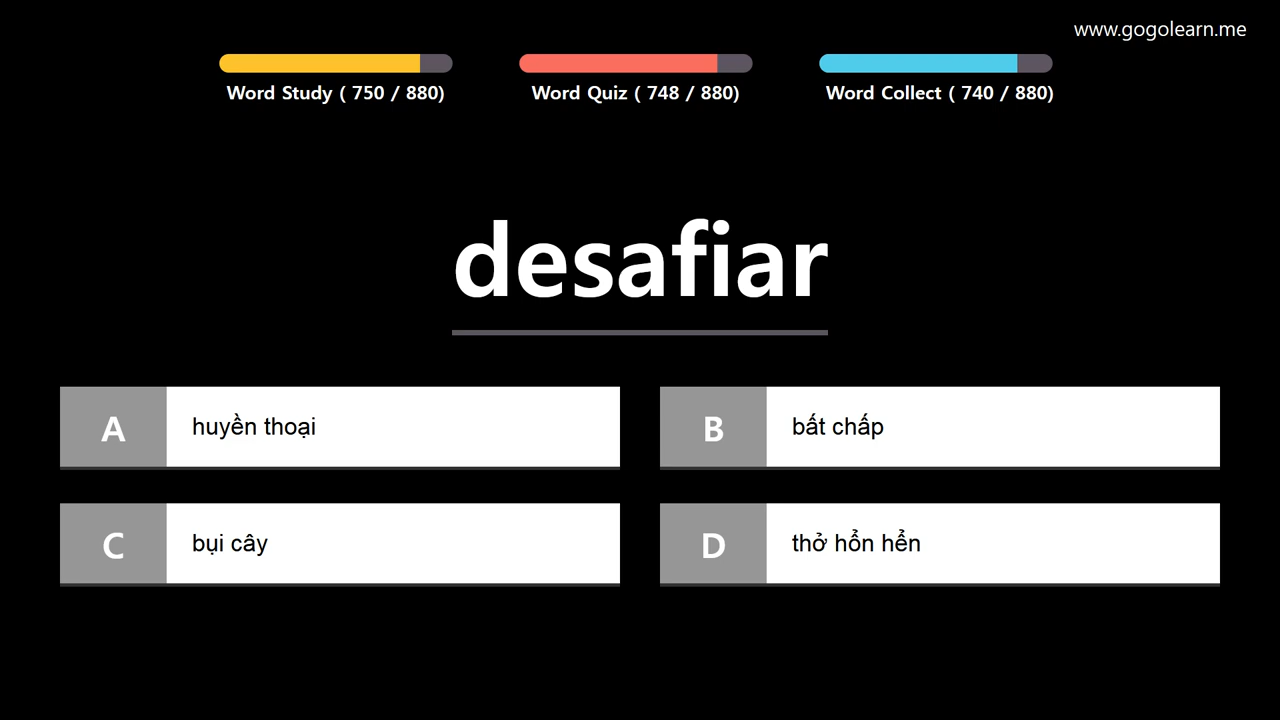 www.gogolearn.me
Word Study ( 750 / 880)
Word Quiz ( 748 / 880)
Word Collect ( 740 / 880)
desafiar
A huyền thoại
B bất chấp
C bụi cây
D thở hổn hển